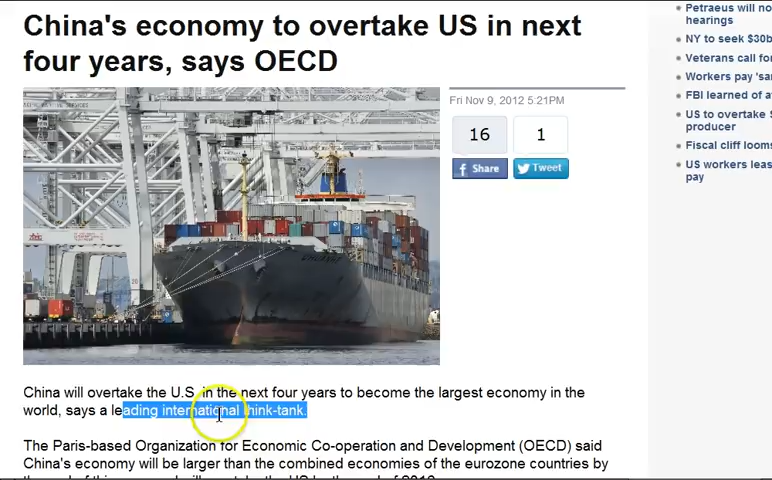 China's economy to overtake US in next
four years, says OECD
Fri Nov 9, 2012 5:21PM
16
1
Share
Tweet
China will overtake the U.S. in the next four years to become the largest economy in the
world, says a leading international think-tank.
The Paris-based Organization for Economic Co-operation and Development (OECD) said
China's economy will be larger than the combined economies of the eurozone countries by
Petraeus will no
hearings
NY to seek $30b
Veterans call for
Workers pay 'sa
FBI learned of a
US to overtake S
producer
Fiscal cliff looms
US workers leas
pay